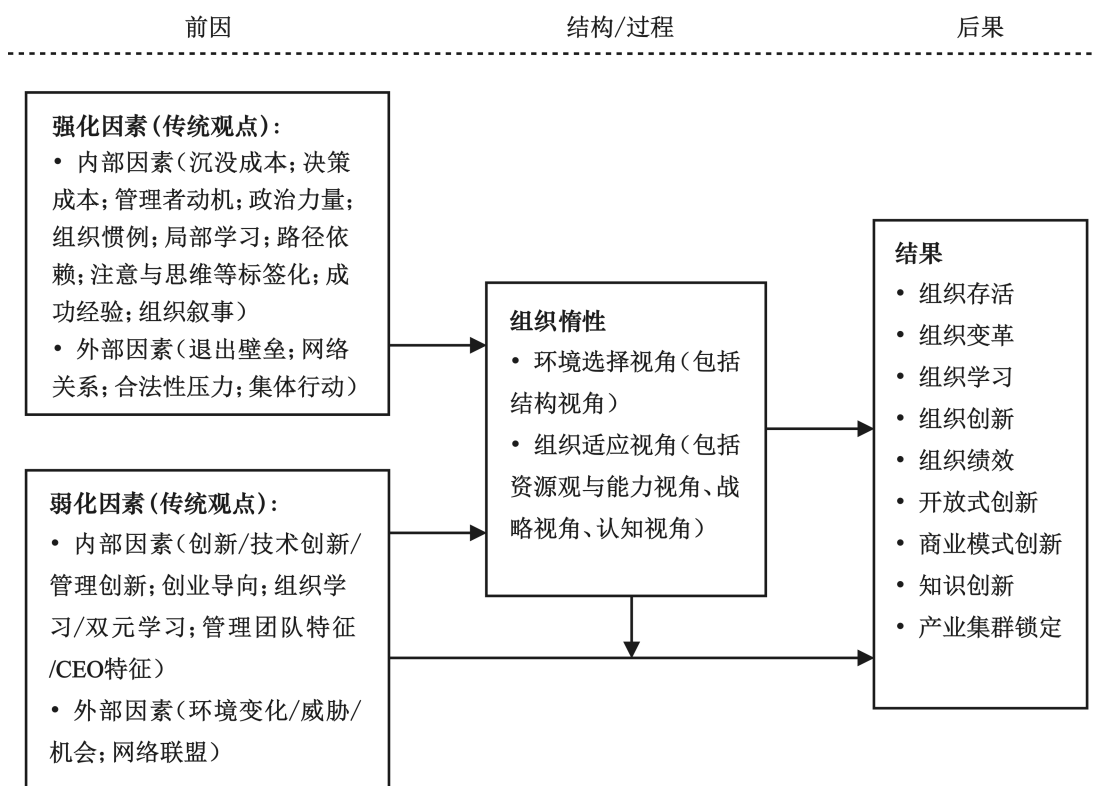 前因
结构/过程
后果
强化因素(传统观点):
• 内部因素(沉没成本;决策
成本;管理者动机;政治力量;
组织惯例;局部学习;路径依
赖;注意与思维等标签化;成
功经验;组织叙事)
• 外部因素(退出壁垒;网络
关系;合法性压力;集体行动)
弱化因素(传统观点):
• 内部因素(创新/技术创新/
管理创新;创业导向;组织学
习/双元学习;管理团队特征
/CEO特征)
• 外部因素(环境变化/威胁/
机会;网络联盟)
组织惰性
• 环境选择视角(包括
结构视角)
• 组织适应视角(包括
资源观与能力视角、战
略视角、认知视角)
结果
• 组织存活
• 组织变革
• 组织学习
• 组织创新
• 组织绩效
• 开放式创新
• 商业模式创新
• 知识创新
• 产业集群锁定